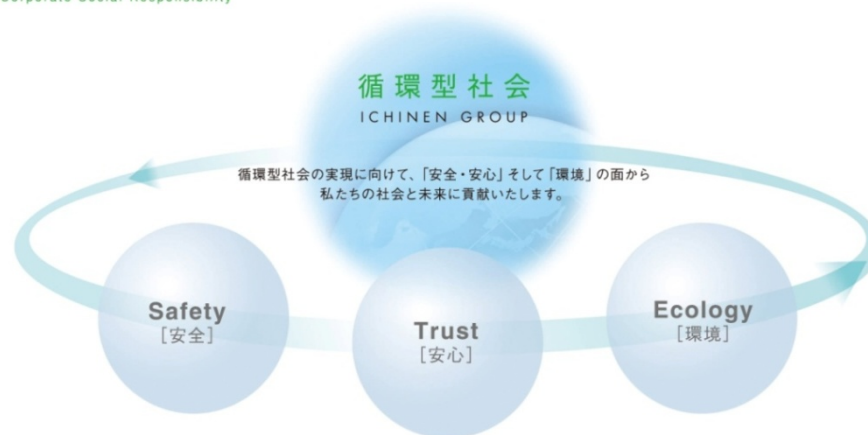 Corporate Social Responsibility
循環型社会
ICHINEN GROUP
循環型社会の実現に向けて、「安全・安心」そして「環境」の面から
私たちの社会と未来に貢献いたします。
Safety
[安全]
Trust
[安心]
Ecology
[環境]